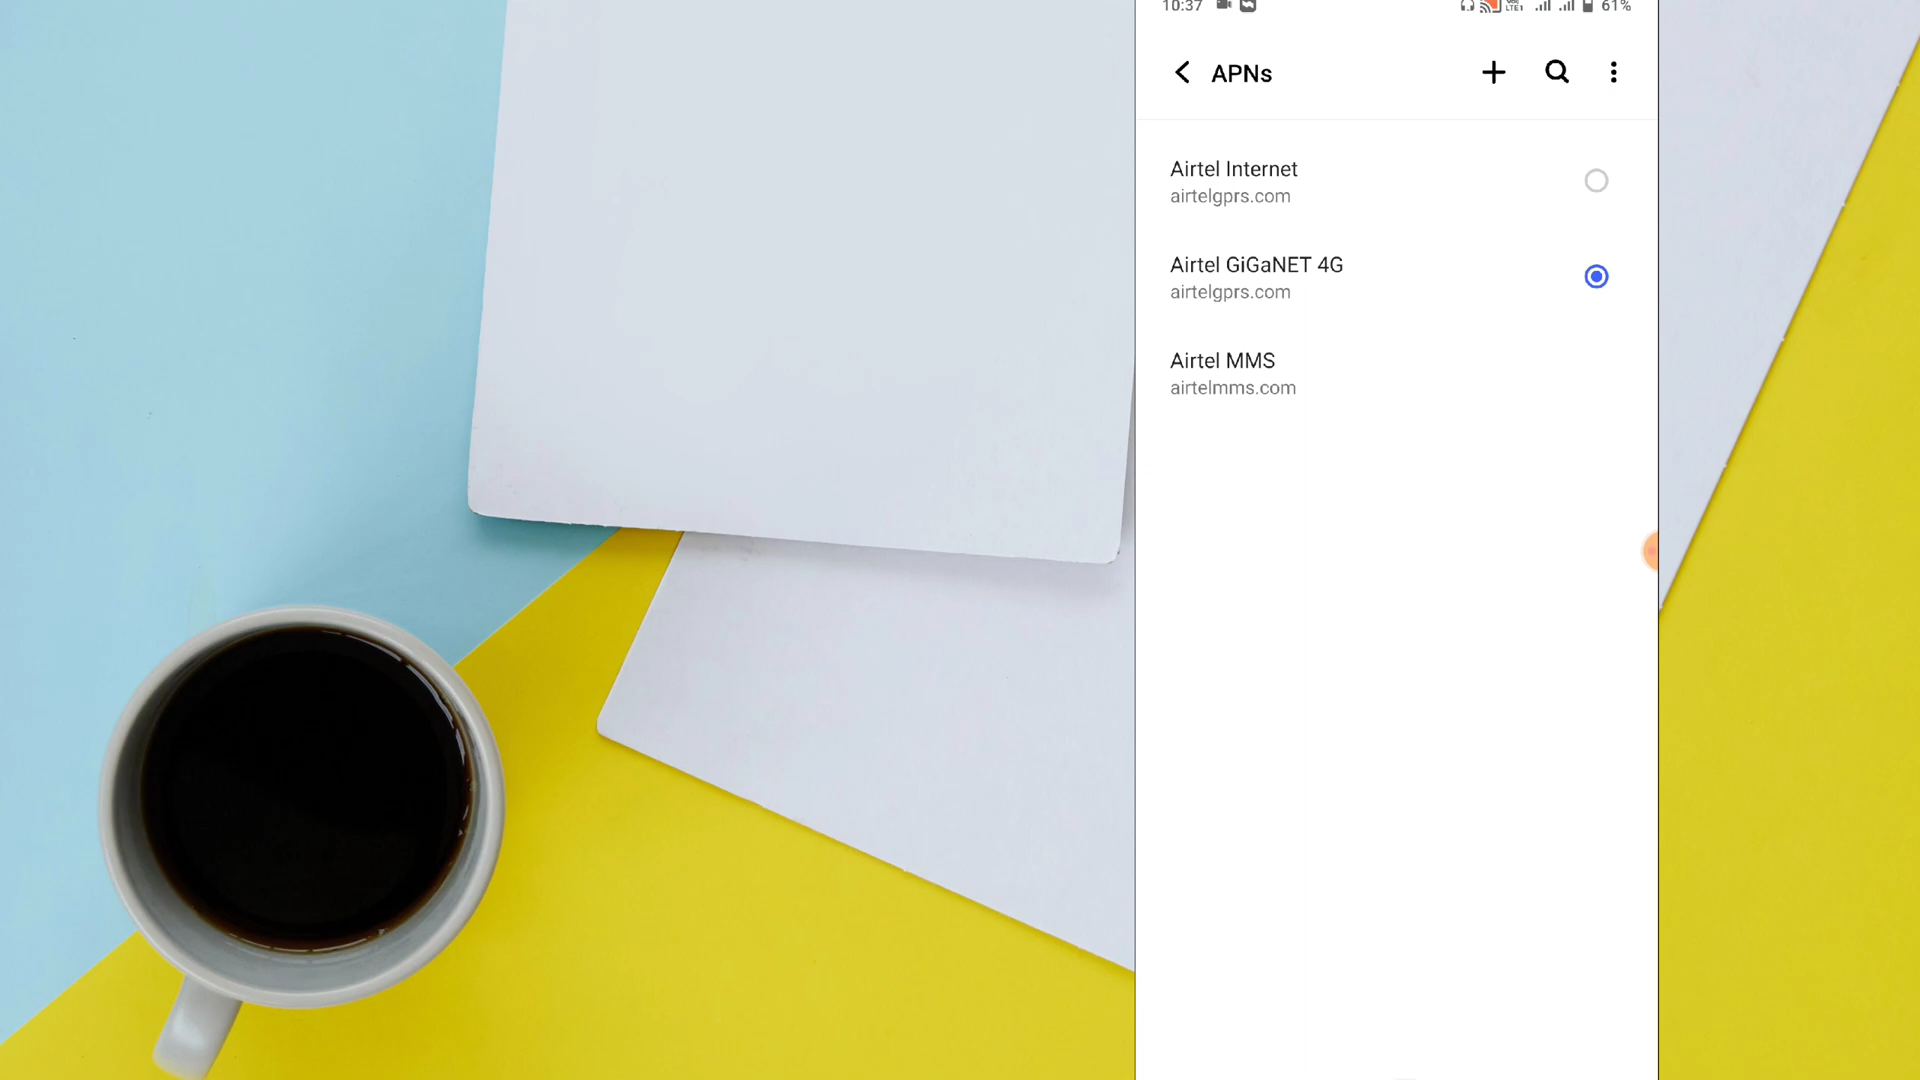 10:37 61%
APNs
Airtel Internet
airtelgprs.com
Airtel GiGaNET 4G
airtelgprs.com
Airtel MMS
airtelmms.com